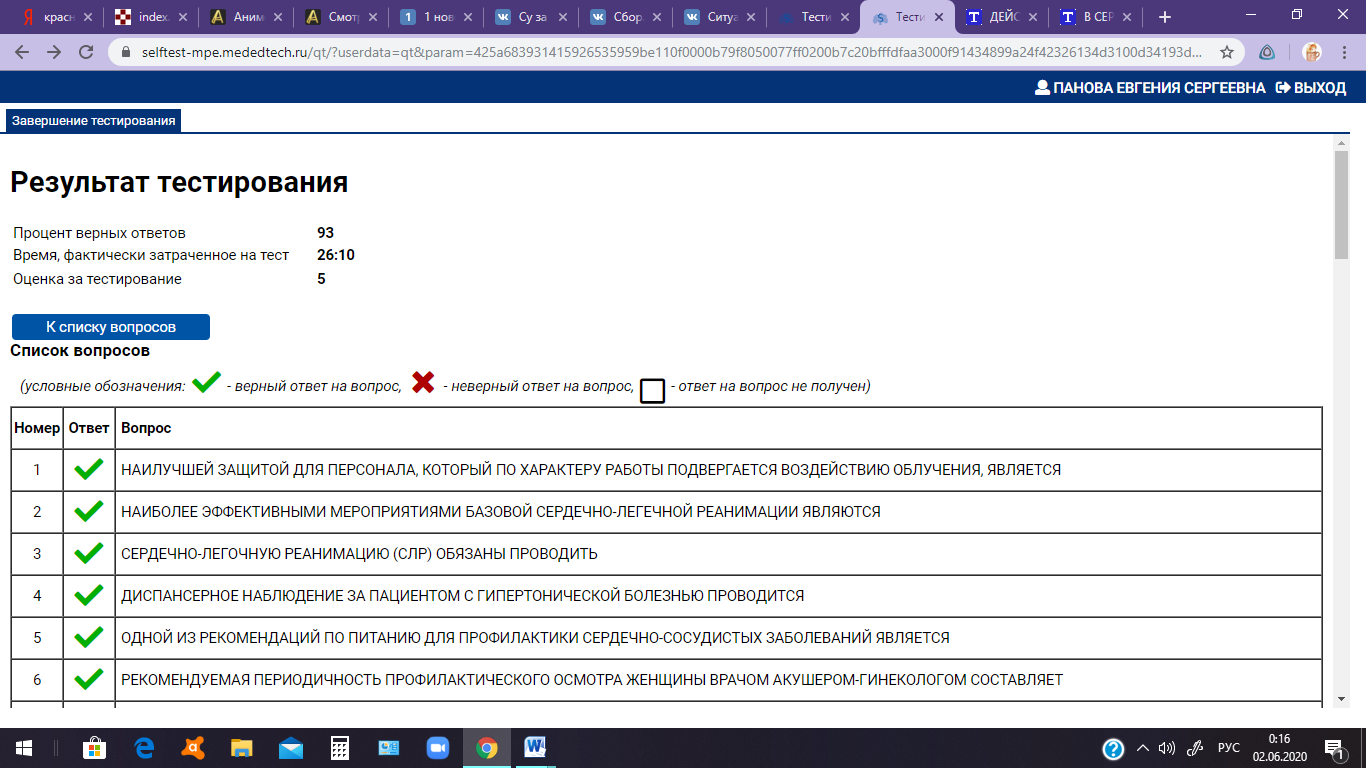 красн
index.
Аним
Смот
1 нов
Су за
Сбор.
Ситуа
Тести
Тести
ДЕЙС
В СЕР
selftest-mpe.mededtech.ru/qt/?userdata=qt&param=425a683931415926535959be110f0000b79f8050077ff0200b7c20bfffdfaa3000f91434899a24f42326134d3100d34193d...
ПАНОВА ЕВГЕНИЯ СЕРГЕЕВНА ВЫХОД
Завершение тестирования
Результат тестирования
Процент верных ответов 93
Время, фактически затраченное на тест 26:10
Оценка за тестирование 5
К списку вопросов
Список вопросов
(условные обозначения: - верный ответ на вопрос, - неверный ответ на вопрос, - ответ на вопрос не получен)
Номер Ответ Вопрос
1 НАИЛУЧШЕЙ ЗАЩИТОЙ ДЛЯ ПЕРСОНАЛА, КОТОРЫЙ ПО ХАРАКТЕРУ РАБОТЫ ПОДВЕРГАЕТСЯ ВОЗДЕЙСТВИЮ ОБЛУЧЕНИЯ, ЯВЛЯЕТСЯ
2 НАИБОЛЕЕ ЭФФЕКТИВНЫМИ МЕРОПРИЯТИЯМИ БАЗОВОЙ СЕРДЕЧНО-ЛЕГЕЧНОЙ РЕАНИМАЦИИ ЯВЛЯЮТСЯ
3 СЕРДЕЧНО-ЛЕГОЧНУЮ РЕАНИМАЦИЮ (СЛР) ОБЯЗАНЫ ПРОВОДИТЬ
4 ДИСПАНСЕРНОЕ НАБЛЮДЕНИЕ ЗА ПАЦИЕНТОМ С ГИПЕРТОНИЧЕСКОЙ БОЛЕЗНЬЮ ПРОВОДИТСЯ
5 ОДНОЙ ИЗ РЕКОМЕНДАЦИЙ ПО ПИТАНИЮ ДЛЯ ПРОФИЛАКТИКИ СЕРДЕЧНО-СОСУДИСТЫХ ЗАБОЛЕВАНИЙ ЯВЛЯЕТСЯ
6 РЕКОМЕНДУЕМАЯ ПЕРИОДИЧНОСТЬ ПРОФИЛАКТИЧЕСКОГО ОСМОТРА ЖЕНЩИНЫ ВРАЧОМ АКУШЕРОМ-ГИНЕКОЛОГОМ СОСТАВЛЯЕТ
РУС
0:16
02.06.2020
1